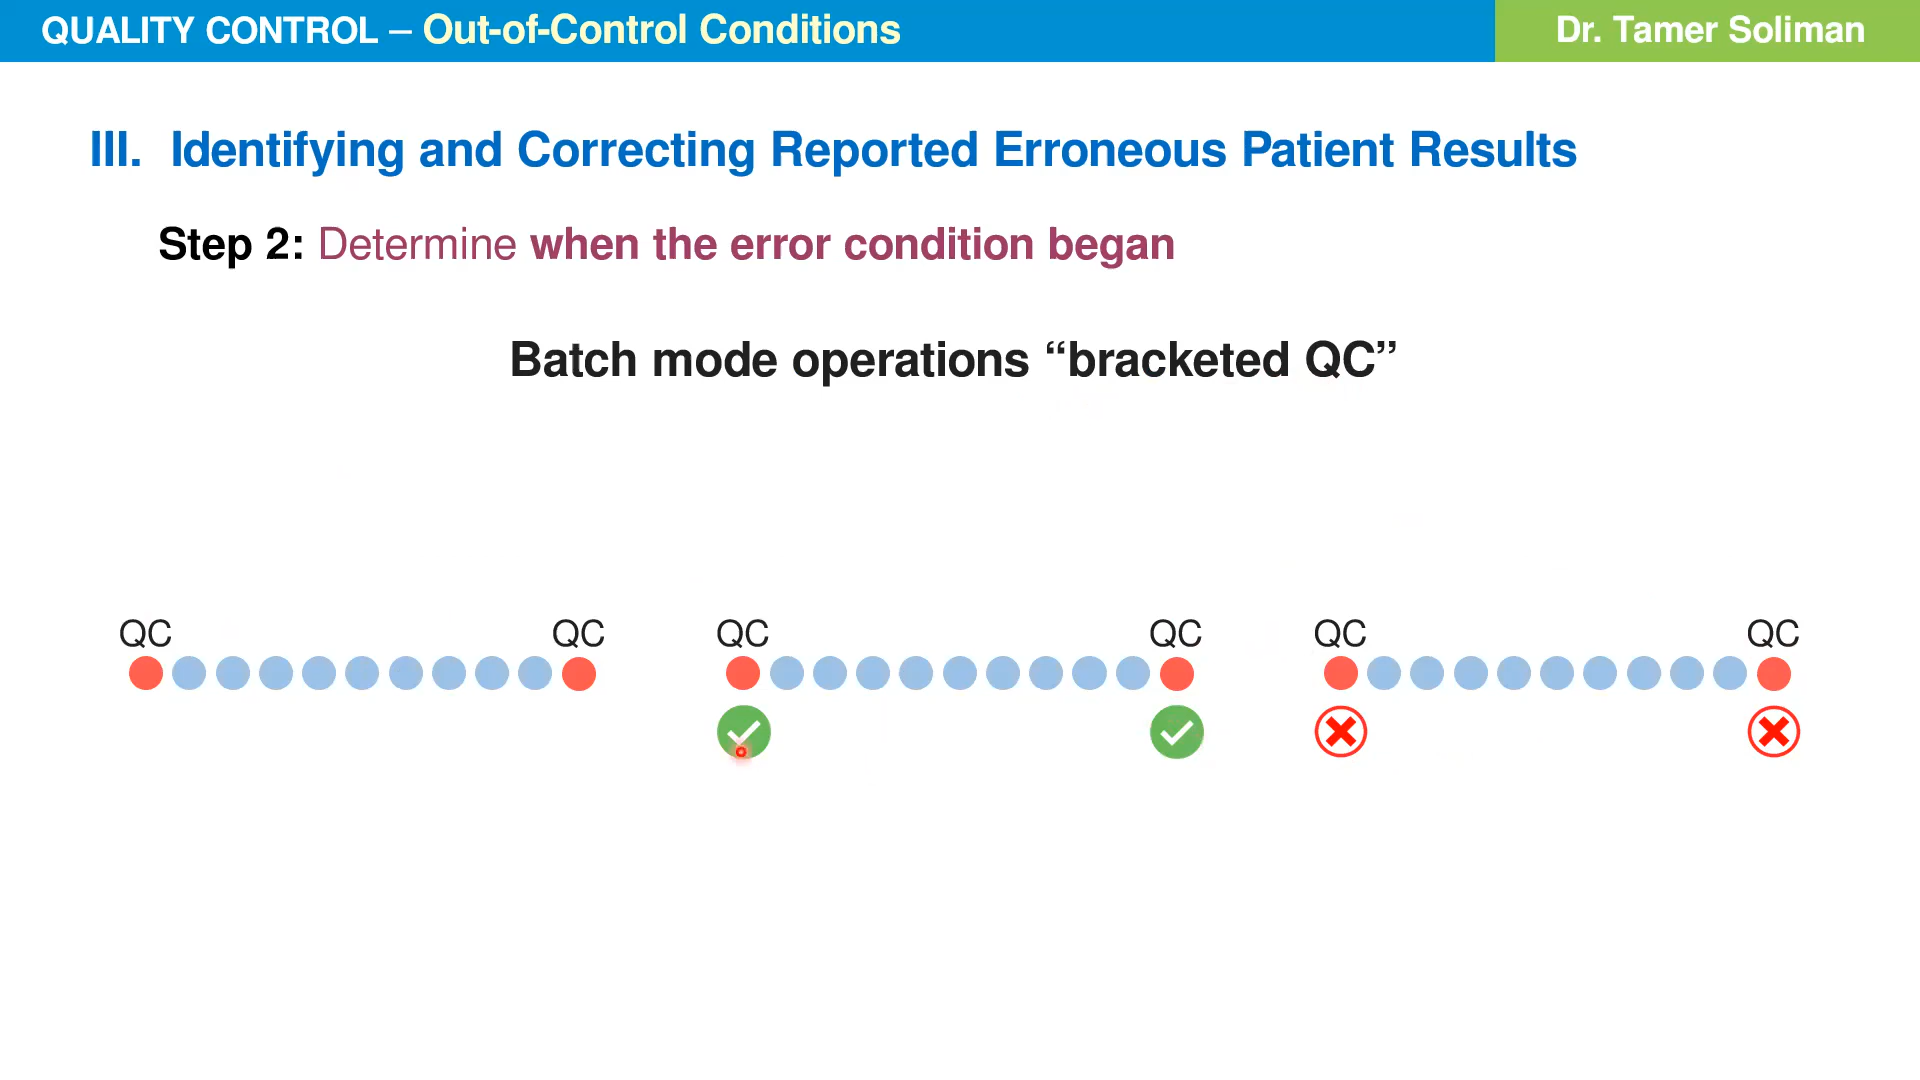 QUALITY CONTROL – Out-of-Control Conditions
Dr. Tamer Soliman
III. Identifying and Correcting Reported Erroneous Patient Results
Step 2: Determine when the error condition began
Batch mode operations “bracketed QC”
QC QC QC QC QC QC